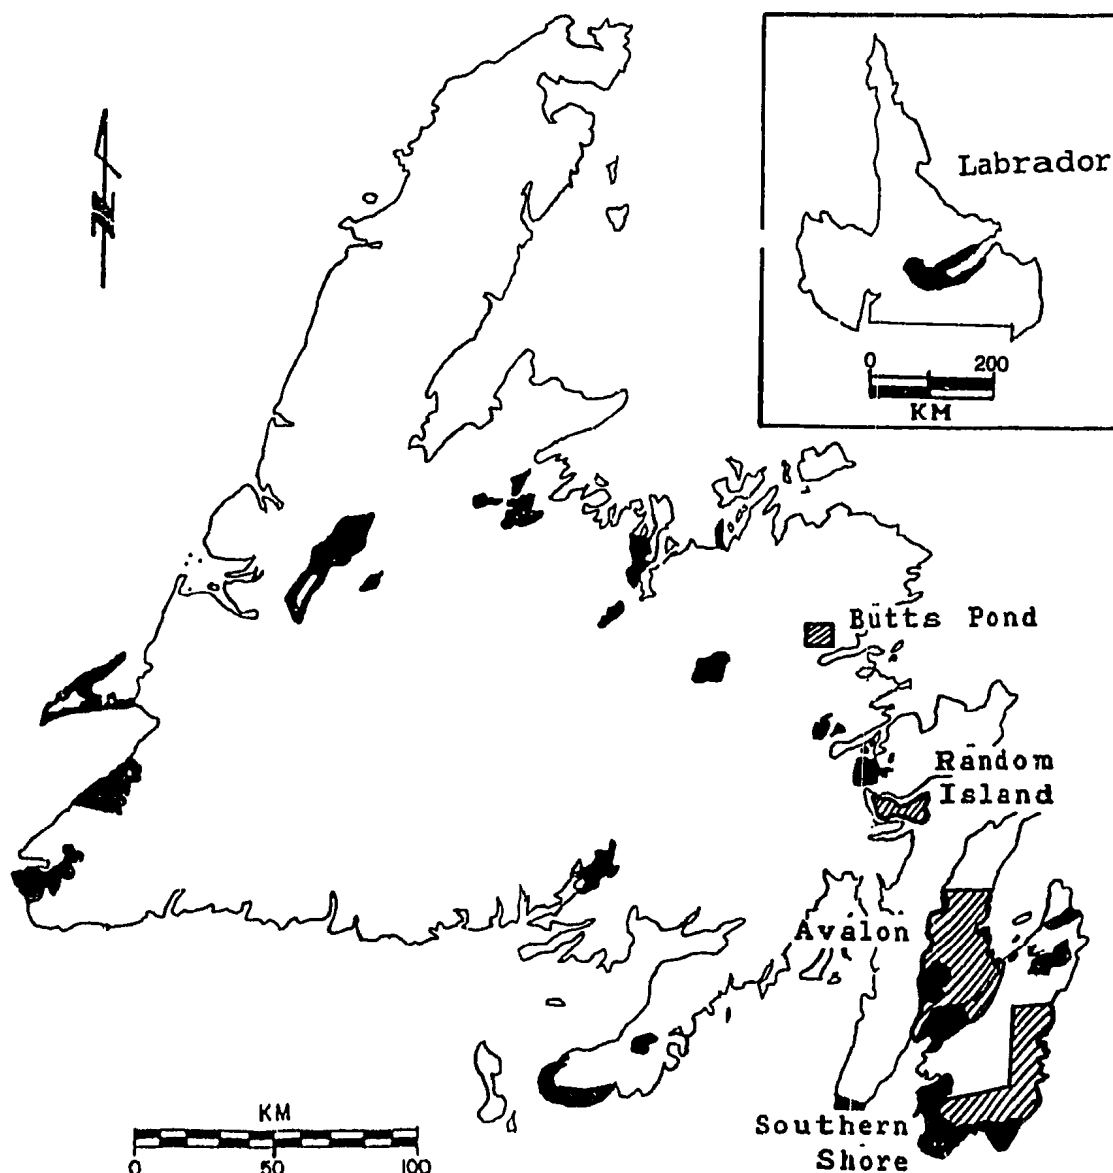 N
Labrador
0 200
KM
Butts Pond
Random
Island
Avalon
Southern
Shore
KM
0 50 100